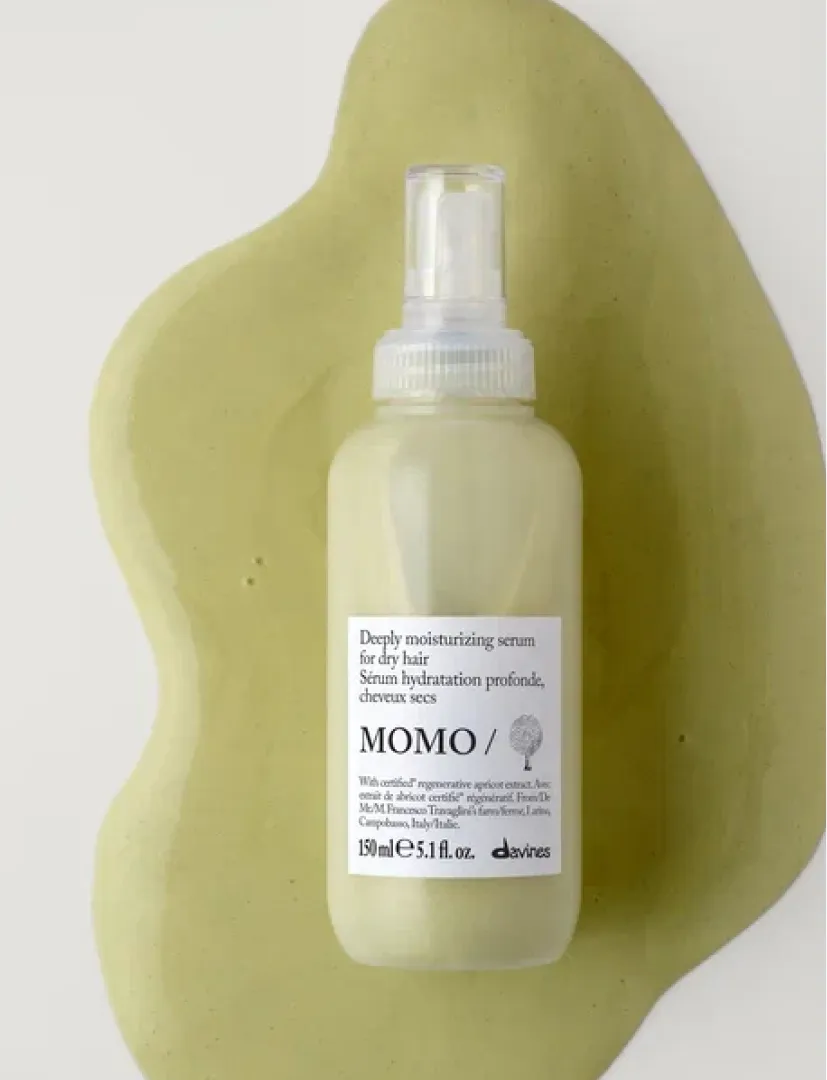 Deeply moisturizing serum
for dry hair
Sérum hydratation profonde,
cheveux secs
MOMO /
With certified* regenerative apricot extract. Avec
extrait de abricot certifié* régénératif. From/De
Mr/M. Francesco Travaglini's farm/ferme, Larino,
Campobasso, Italy/Italie.
150 ml ℮ 5.1 fl. oz. davines